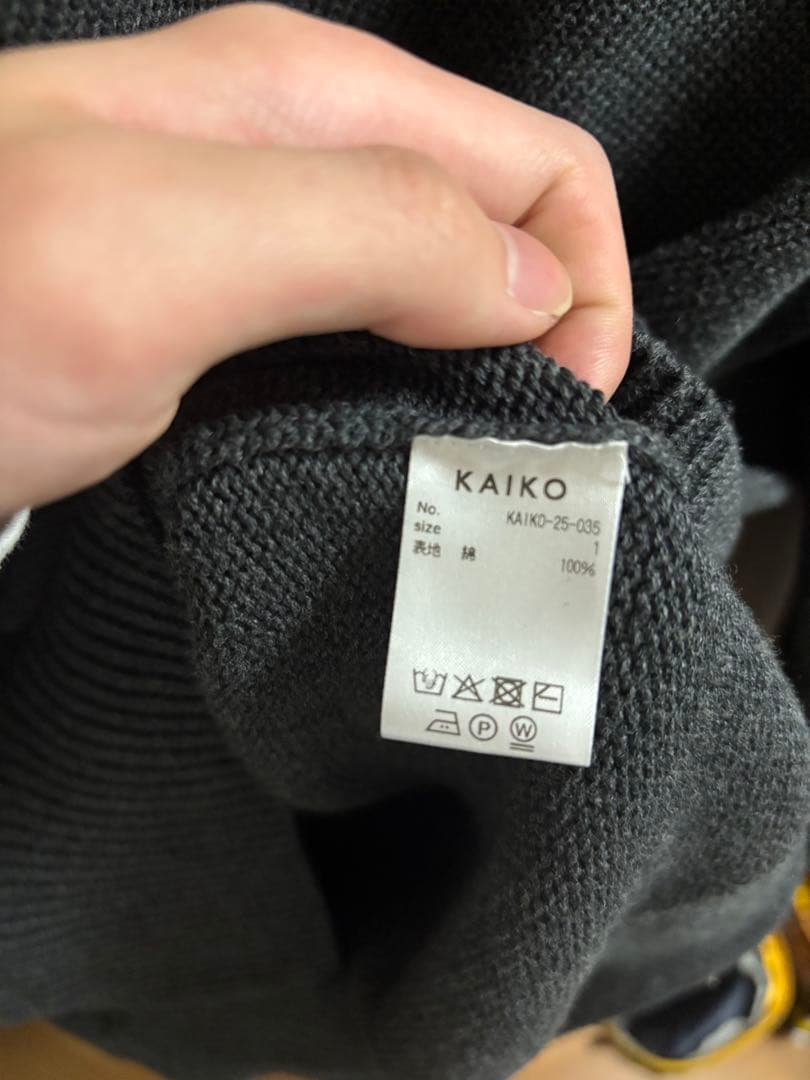 KAIKO
No. KAIKO-25-035
size 1
表地 綿 100%
P W